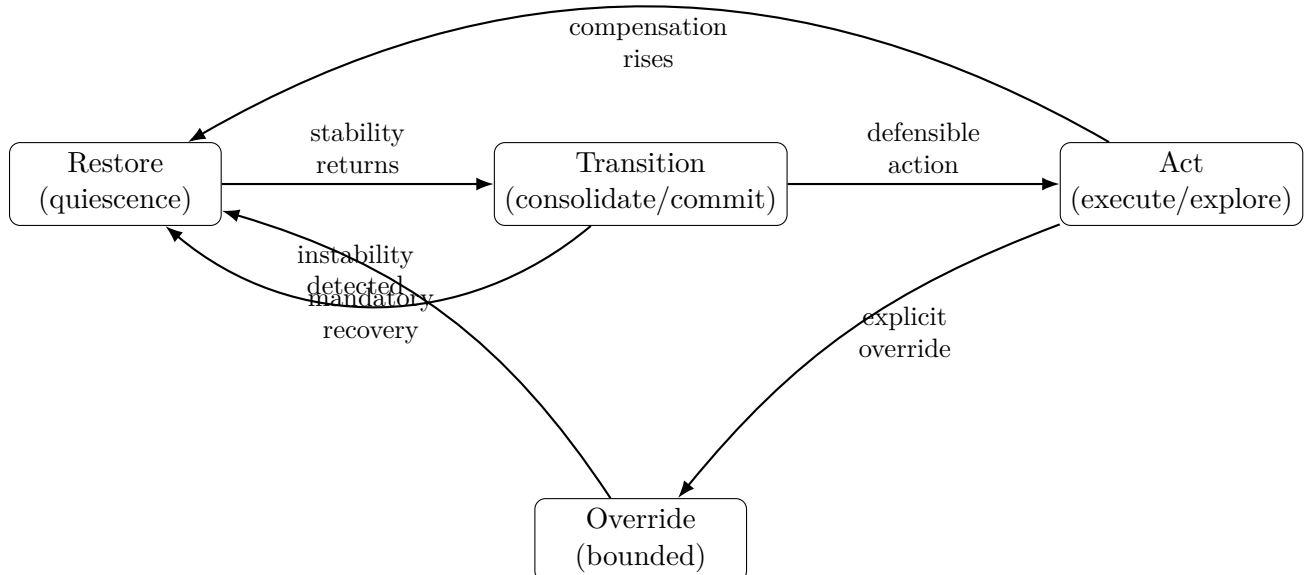 compensation
rises
stability
returns
defensible
action
Restore
(quiescence)
Transition
(consolidate/commit)
Act
(execute/explore)
instability
detected
mandatory
recovery
explicit
override
Override
(bounded)